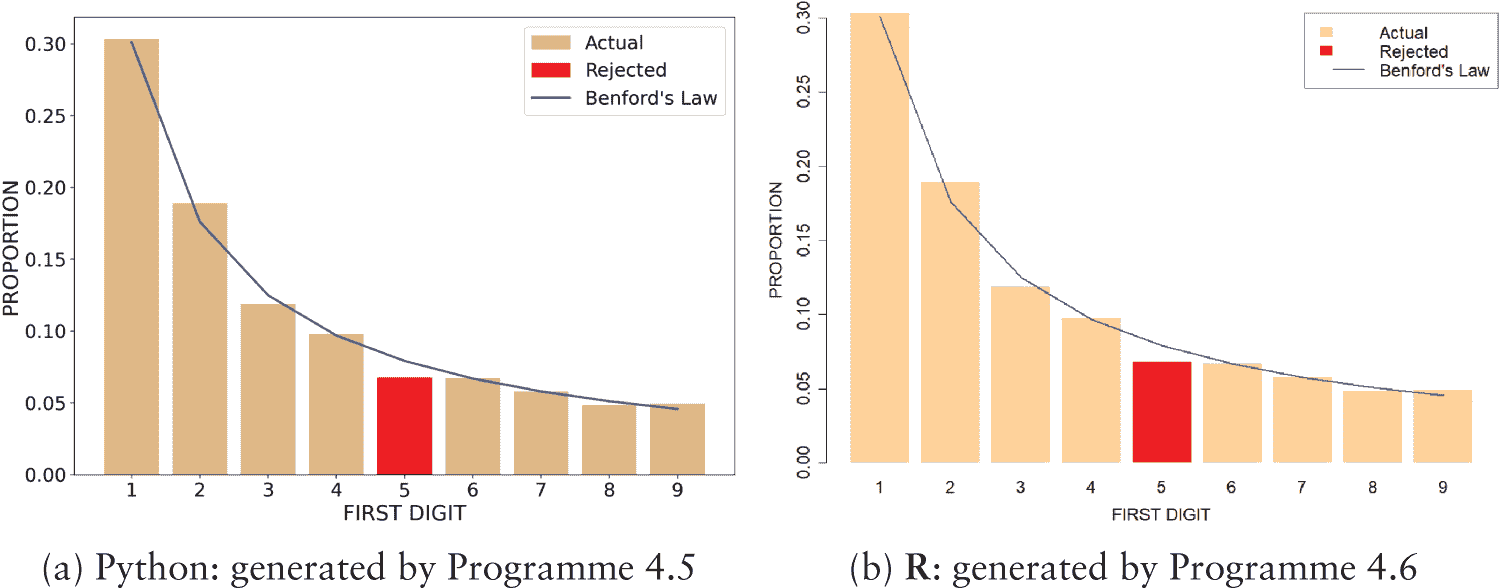 0.30
0.25
0.20
0.15
0.10
0.05
0.00
PROPORTION
Actual
Rejected
Benford's Law
1 2 3 4 5 6 7 8 9
FIRST DIGIT
(a) Python: generated by Programme 4.5
0.30
0.25
0.20
0.15
0.10
0.05
0.00
PROPORTION
Actual
Rejected
Benford's Law
1 2 3 4 5 6 7 8 9
FIRST DIGIT
(b) R: generated by Programme 4.6